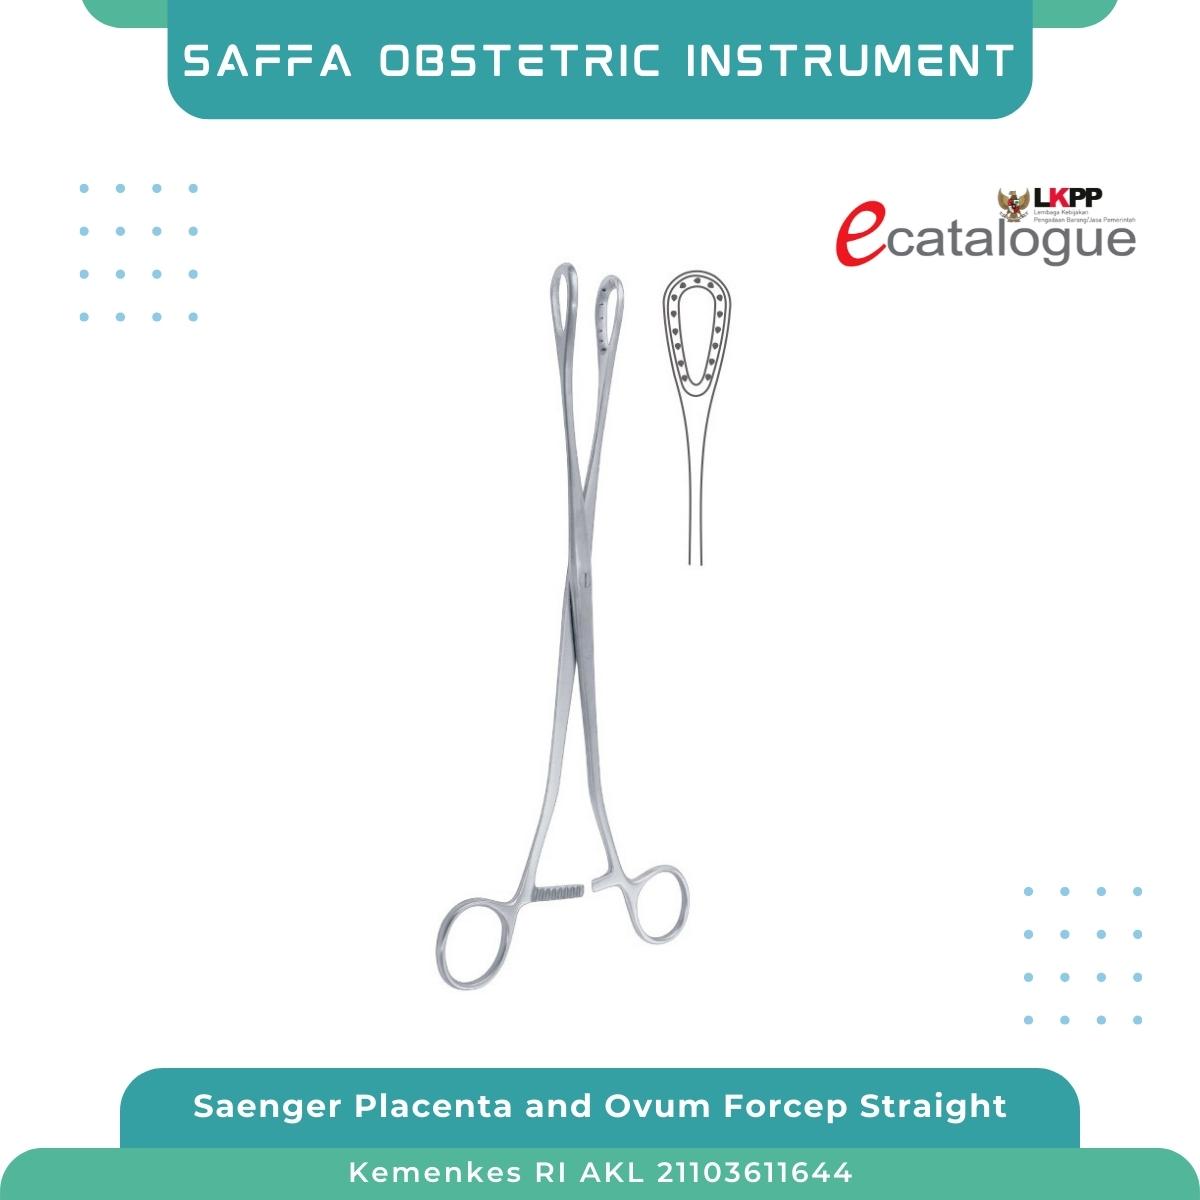 SAFFA OBSTETRIC INSTRUMENT
LKPP
Lembaga Kebijakan
Pengadaan Barang/Jasa Pemerintah
ecatalogue
Saenger Placenta and Ovum Forcep Straight
Kemenkes RI AKL 21103611644